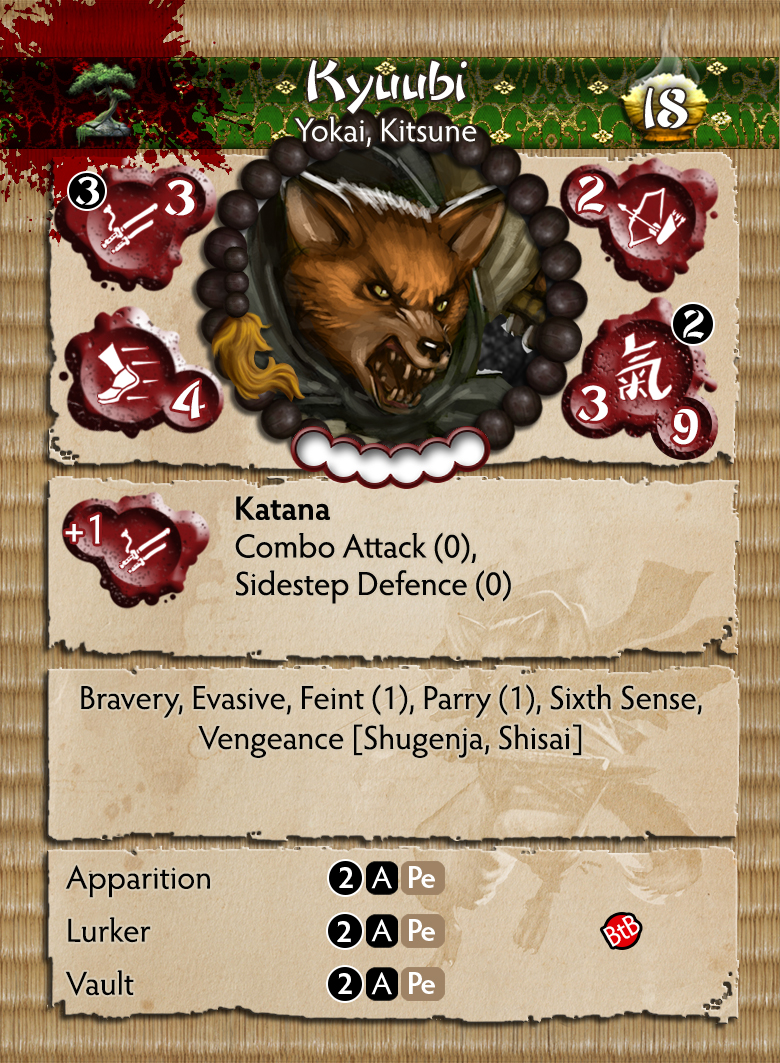 Kyuubi
18
Yokai, Kitsune
3 3
2
4
氣
2
3
9
+1
Katana
Combo Attack (0),
Sidestep Defence (0)
Bravery, Evasive, Feint (1), Parry (1), Sixth Sense,
Vengeance [Shugenja, Shisai]
Apparition 2 A Pe
Lurker 2 A Pe BtB
Vault 2 A Pe